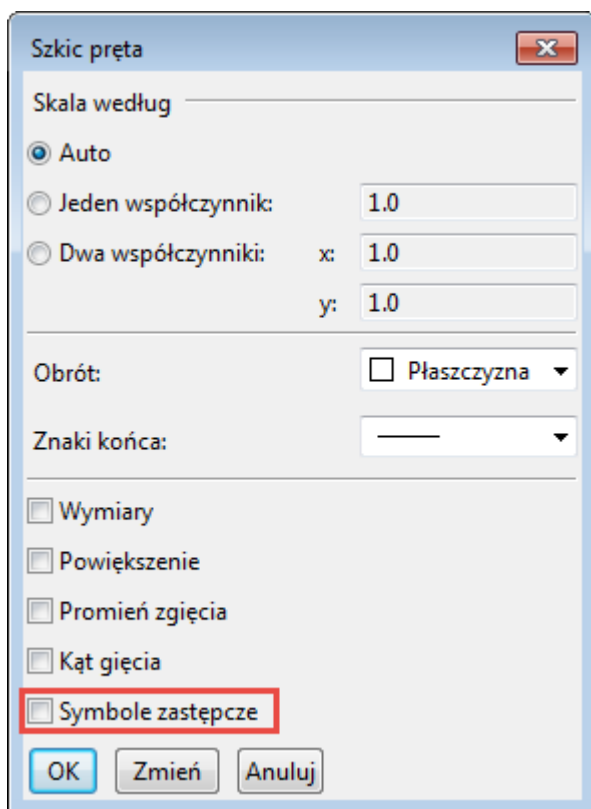 Szkic pręta
Skala według
Auto
Jeden współczynnik: 1.0
Dwa współczynniki: x: 1.0
y: 1.0
Obrót: Płaszczyzna
Znaki końca:
Wymiary
Powiększenie
Promień zgięcia
Kąt gięcia
Symbole zastępcze
OK Zmień Anuluj